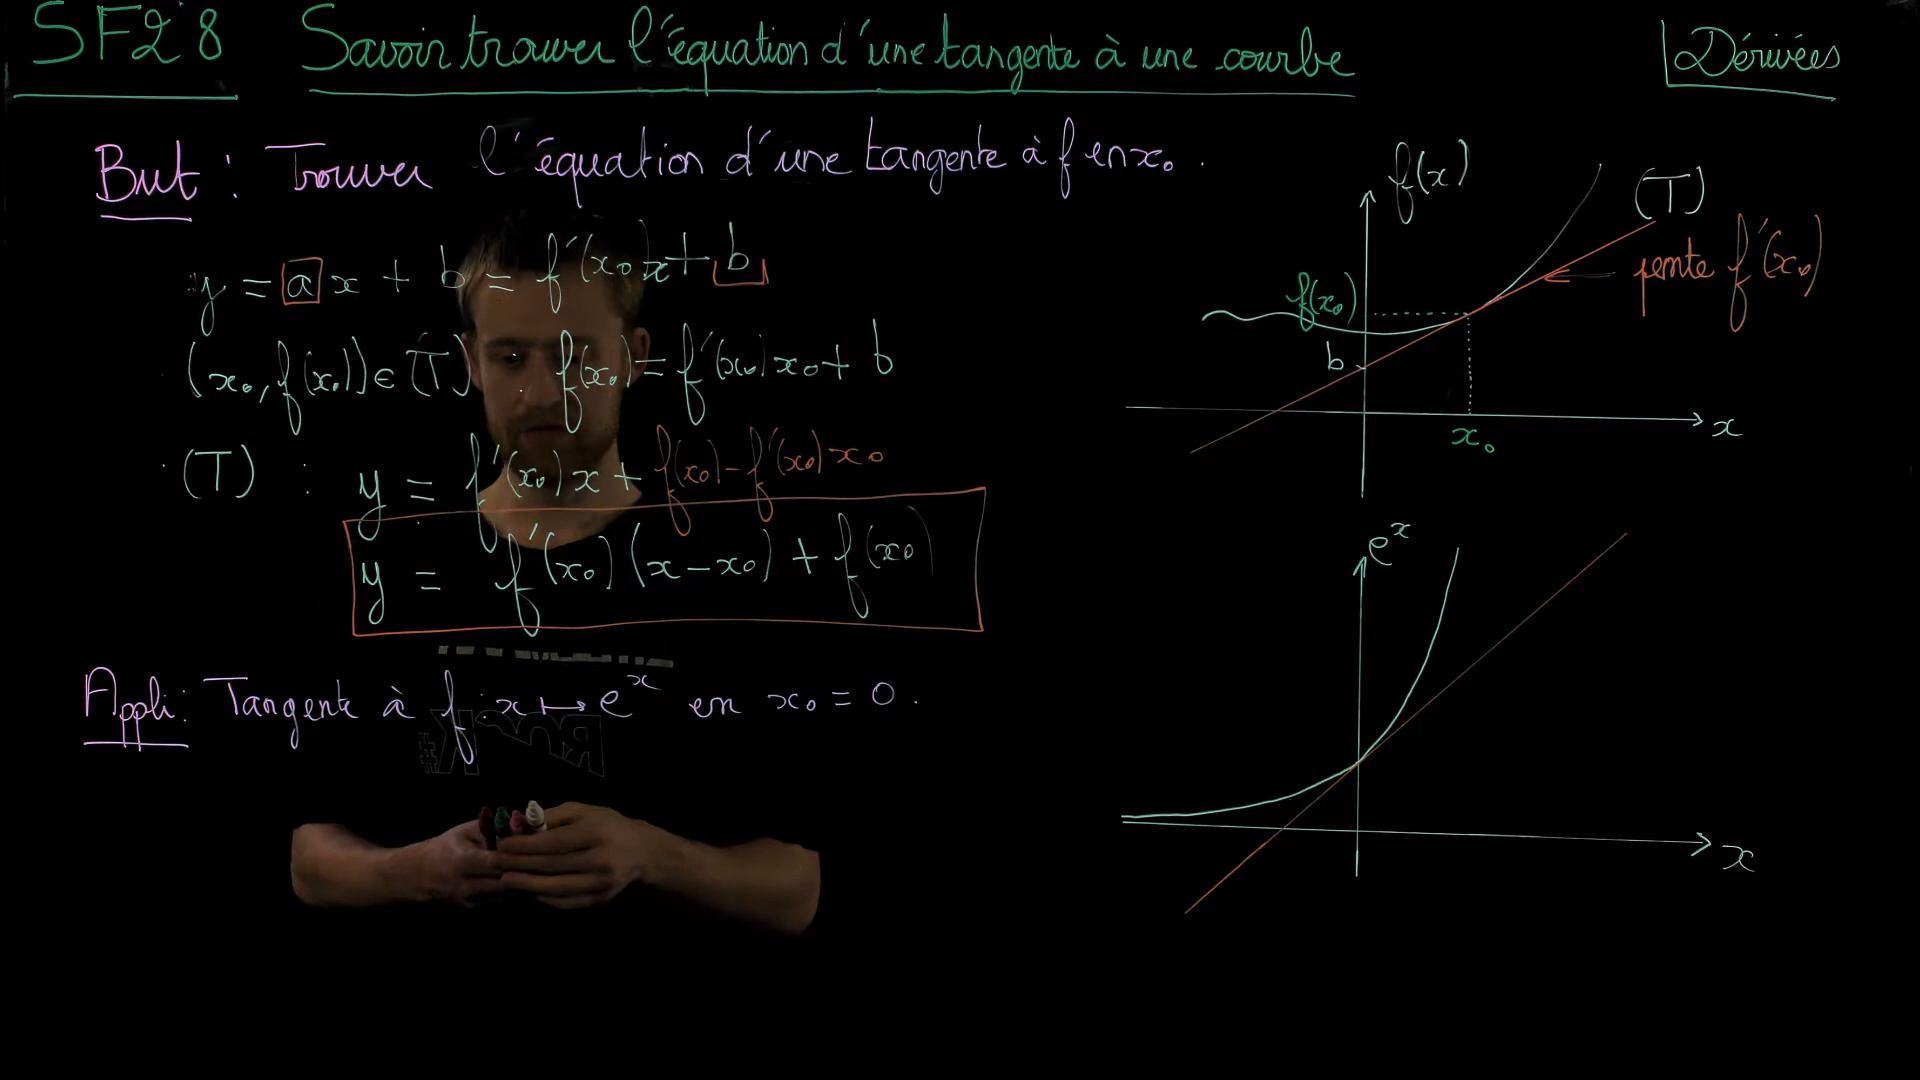 SF28 Savoir trouver l'équation d'une tangente à une courbe Dérivées
But : Trouver l'équation d'une tangente à f en x₀.
y = a x + b = f'(x₀)x + b
(x₀, f(x₀)) ∈ (T) f(x₀) = f'(x₀)x₀ + b
(T) : y = f'(x₀)x + f(x₀) - f'(x₀)x₀
y = f'(x₀)(x - x₀) + f(x₀)
Appli : Tangente à f : x ↦ eˣ en x₀ = 0.
f(x)
(T)
pente f'(x₀)
f(x₀)
b
x
x₀
eˣ
x